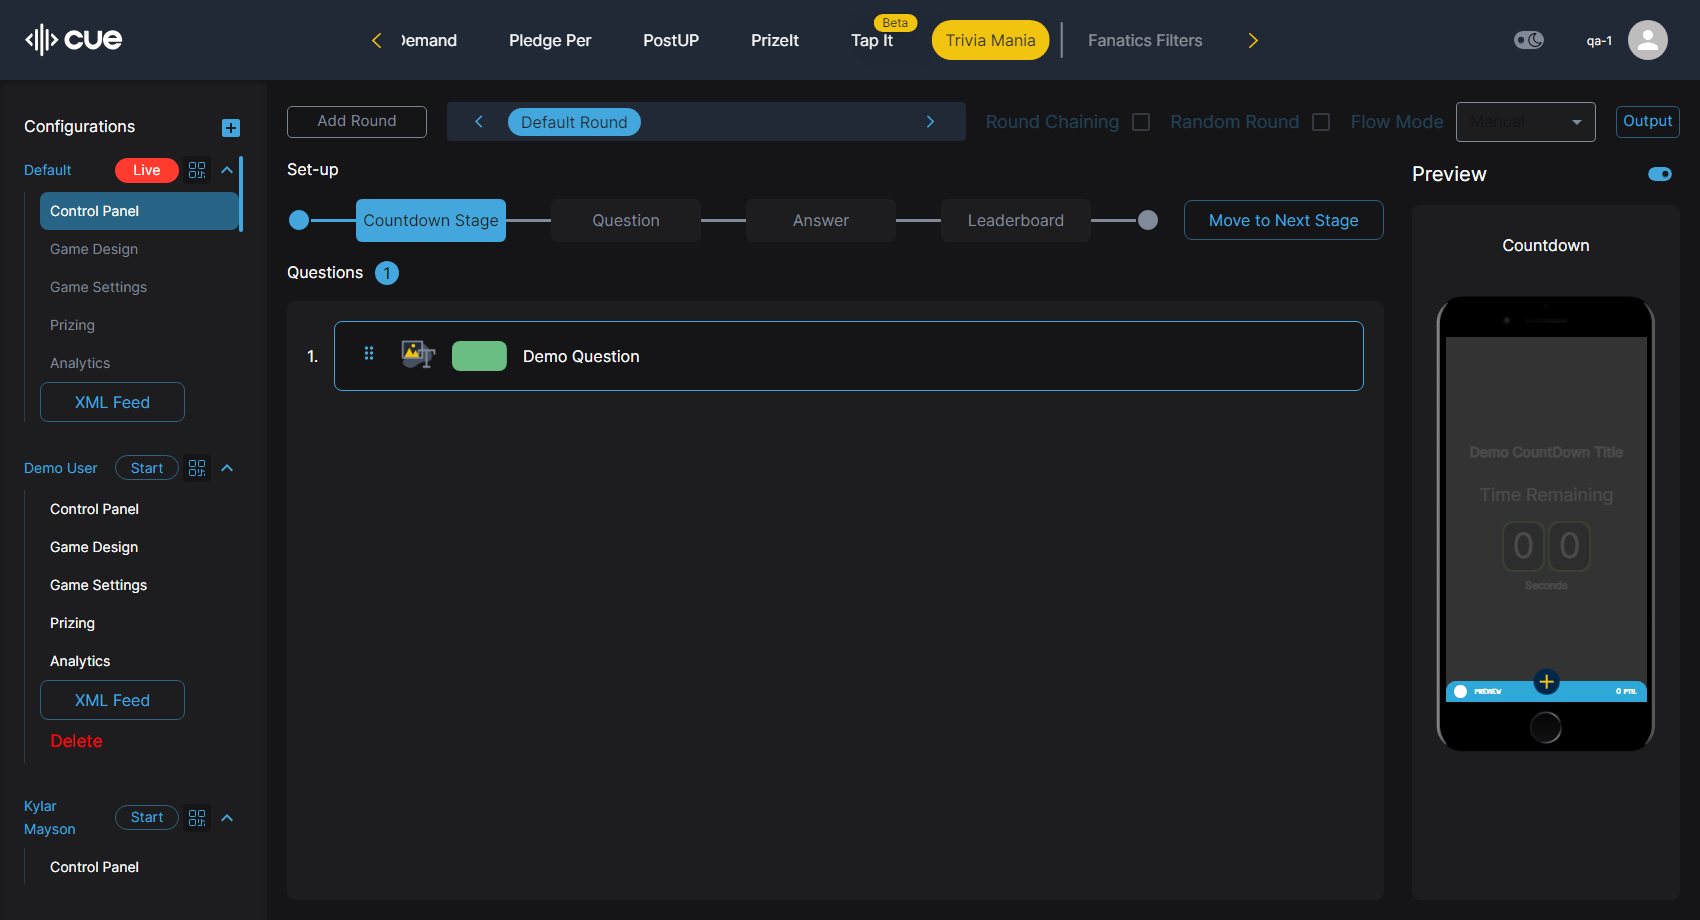 cue
Demand
Pledge Per
PostUP
PrizeIt
Beta
Tap It
Trivia Mania
Fanatics Filters
qa-1
Configurations
Default
Live
Control Panel
Game Design
Game Settings
Prizing
Analytics
XML Feed
Demo User
Start
Control Panel
Game Design
Game Settings
Prizing
Analytics
XML Feed
Delete
Kylar
Mayson
Start
Control Panel
Add Round
Default Round
Round Chaining
Random Round
Flow Mode
Manual
Output
Set-up
Countdown Stage
Question
Answer
Leaderboard
Move to Next Stage
Questions 1
1.
Demo Question
Preview
Countdown
Demo CountDown Title
Time Remaining
0 0
Seconds
PREVIEW
0 PTS.